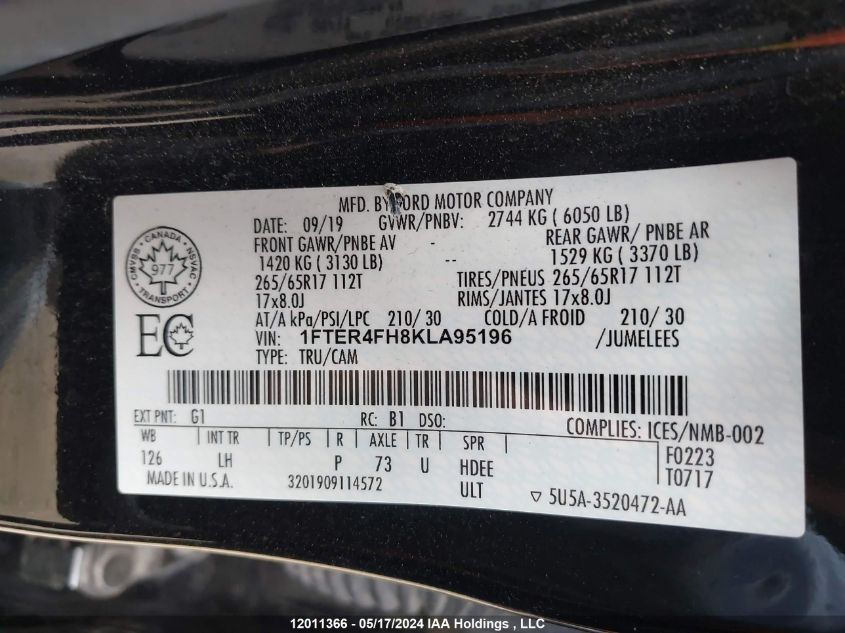 MFD. BY FORD MOTOR COMPANY
DATE: 09/19 GVWR/PNBV: 2744 KG ( 6050 LB)
FRONT GAWR/PNBE AV - REAR GAWR/ PNBE AR
1420 KG ( 3130 LB) -- 1529 KG ( 3370 LB)
265/65R17 112T TIRES/PNEUS 265/65R17 112T
17x8.0J RIMS/JANTES 17x8.0J
AT/A kPa/PSI/LPC 210/ 30 COLD/A FROID 210/ 30
VIN: 1FTER4FH8KLA95196 /JUMELEES
TYPE: TRU/CAM
CANADA
CMVSS NSVAC
977
TRANSPORT
EC
EXT PNT: G1 RC: B1 DSO: COMPLIES: ICES/NMB-002
WB INT TR TP/PS R AXLE TR SPR F0223
126 LH P 73 U HDEE T0717
MADE IN U.S.A. 3201909114572 ULT 5U5A-3520472-AA
12011366 - 05/17/2024 IAA Holdings , LLC